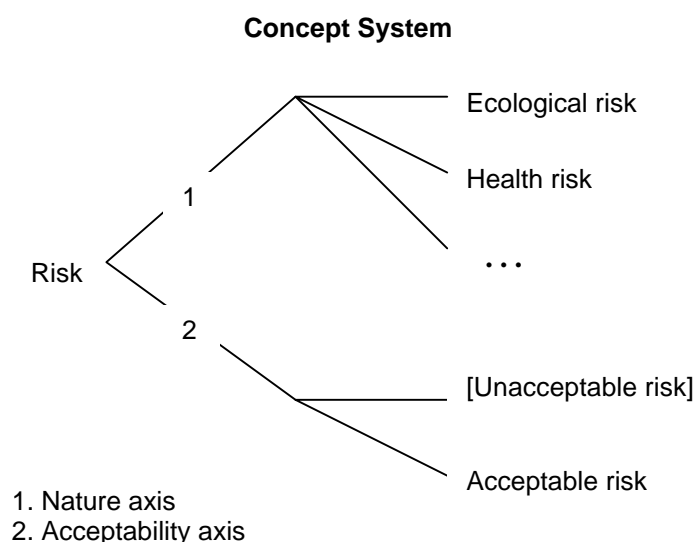 Concept System
Ecological risk
Health risk
1
...
Risk
2
[Unacceptable risk]
Acceptable risk
1. Nature axis
2. Acceptability axis